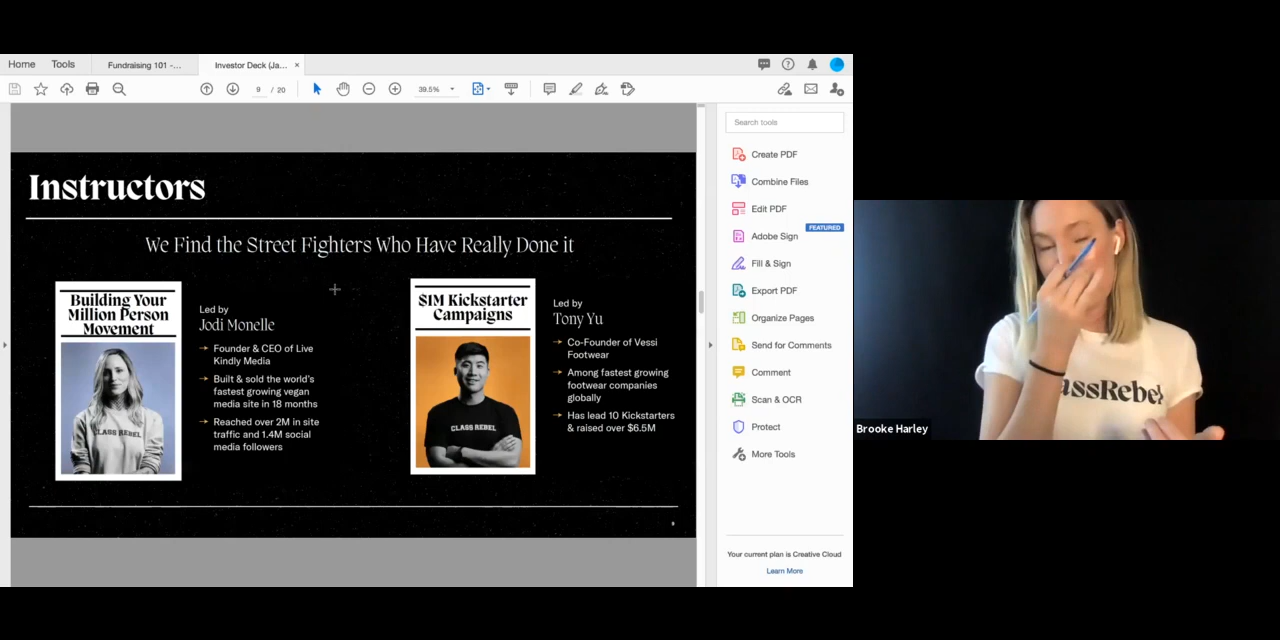 Home
Tools
Fundraising 101 -...
Investor Deck (Ja...
×
9 / 20
39.5%
Instructors
We Find the Street Fighters Who Have Really Done it
Building Your
Million Person
Movement
CLASS REBEL
Led by
Jodi Monelle
→ Founder & CEO of Live
Kindly Media
→ Built & sold the world's
fastest growing vegan
media site in 18 months
→ Reached over 2M in site
traffic and 1.4M social
media followers
$1M Kickstarter
Campaigns
CLASS REBEL
Led by
Tony Yu
→ Co-Founder of Vessi
Footwear
→ Among fastest growing
footwear companies
globally
→ Has lead 10 Kickstarters
& raised over $6.5M
Search tools
Create PDF
Combine Files
Edit PDF
FEATURED
Adobe Sign
Fill & Sign
Export PDF
Organize Pages
Send for Comments
Comment
Scan & OCR
Protect
More Tools
Your current plan is Creative Cloud
Learn More
assRebel
Brooke Harley